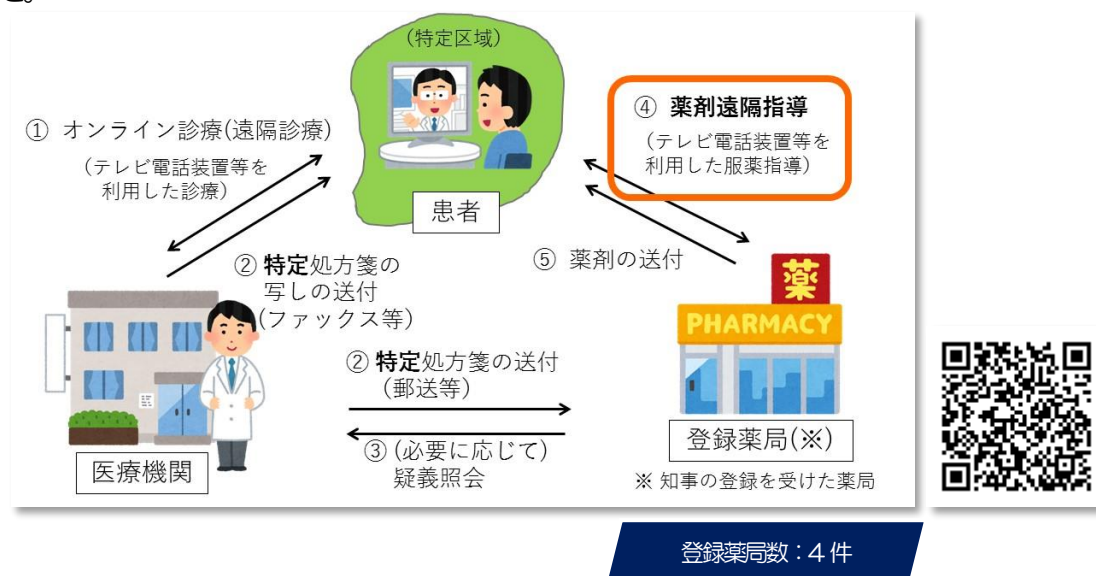 (特定区域)
① オンライン診療(遠隔診療)
(テレビ電話装置等を
利用した診療)
患者
④ 薬剤遠隔指導
(テレビ電話装置等を
利用した服薬指導)
② 特定処方箋の
写しの送付
(ファックス等)
⑤ 薬剤の送付
薬
PHARMACY
② 特定処方箋の送付
(郵送等)
③ (必要に応じて)
疑義照会
医療機関
登録薬局(※)
※ 知事の登録を受けた薬局
登録薬局数：4 件